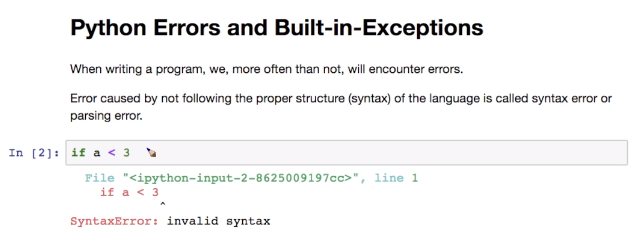 Python Errors and Built-in-Exceptions
When writing a program, we, more often than not, will encounter errors.
Error caused by not following the proper structure (syntax) of the language is called syntax error or
parsing error.
In [2]: if a < 3
File "<ipython-input-2-8625009197cc>", line 1
if a < 3
^
SyntaxError: invalid syntax